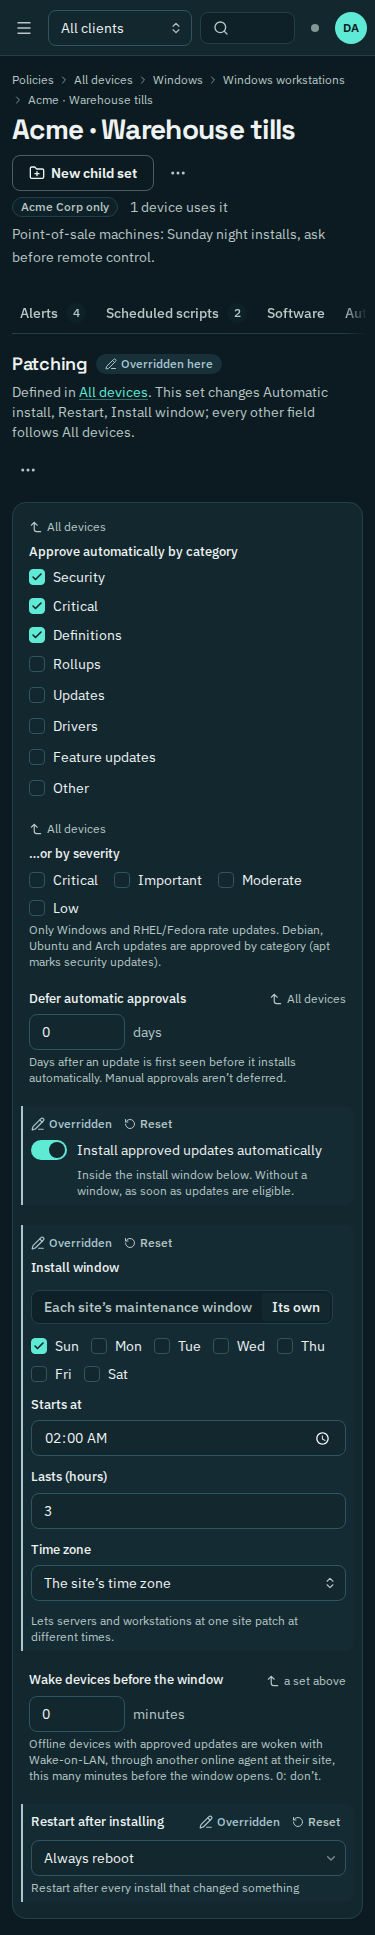 All clients
DA
Policies > All devices > Windows > Windows workstations
> Acme · Warehouse tills
Acme · Warehouse tills
New child set
Acme Corp only 1 device uses it
Point-of-sale machines: Sunday night installs, ask
before remote control.
Alerts 4 Scheduled scripts 2 Software Aut
Patching Overridden here
Defined in All devices. This set changes Automatic
install, Restart, Install window; every other field
follows All devices.
All devices
Approve automatically by category
Security
Critical
Definitions
Rollups
Updates
Drivers
Feature updates
Other
All devices
…or by severity
Critical Important Moderate
Low
Only Windows and RHEL/Fedora rate updates. Debian,
Ubuntu and Arch updates are approved by category (apt
marks security updates).
Defer automatic approvals All devices
0 days
Days after an update is first seen before it installs
automatically. Manual approvals aren’t deferred.
Overridden Reset
Install approved updates automatically
Inside the install window below. Without a
window, as soon as updates are eligible.
Overridden Reset
Install window
Each site’s maintenance window Its own
Sun Mon Tue Wed Thu
Fri Sat
Starts at
02:00 AM
Lasts (hours)
3
Time zone
The site’s time zone
Lets servers and workstations at one site patch at
different times.
Wake devices before the window a set above
0 minutes
Offline devices with approved updates are woken with
Wake-on-LAN, through another online agent at their site,
this many minutes before the window opens. 0: don’t.
Restart after installing Overridden Reset
Always reboot
Restart after every install that changed something